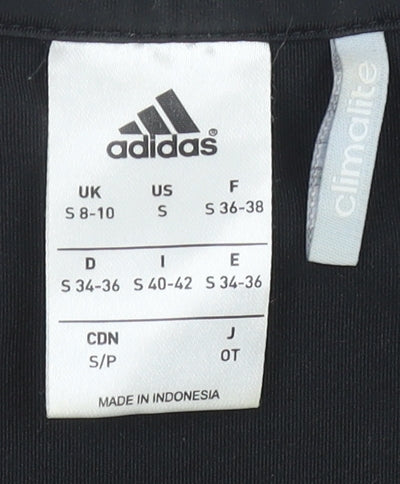 adidas®
UK US F
S 8-10 S S 36-38
D I E
S 34-36 S 40-42 S 34-36
CDN J
S/P OT
MADE IN INDONESIA
climalite